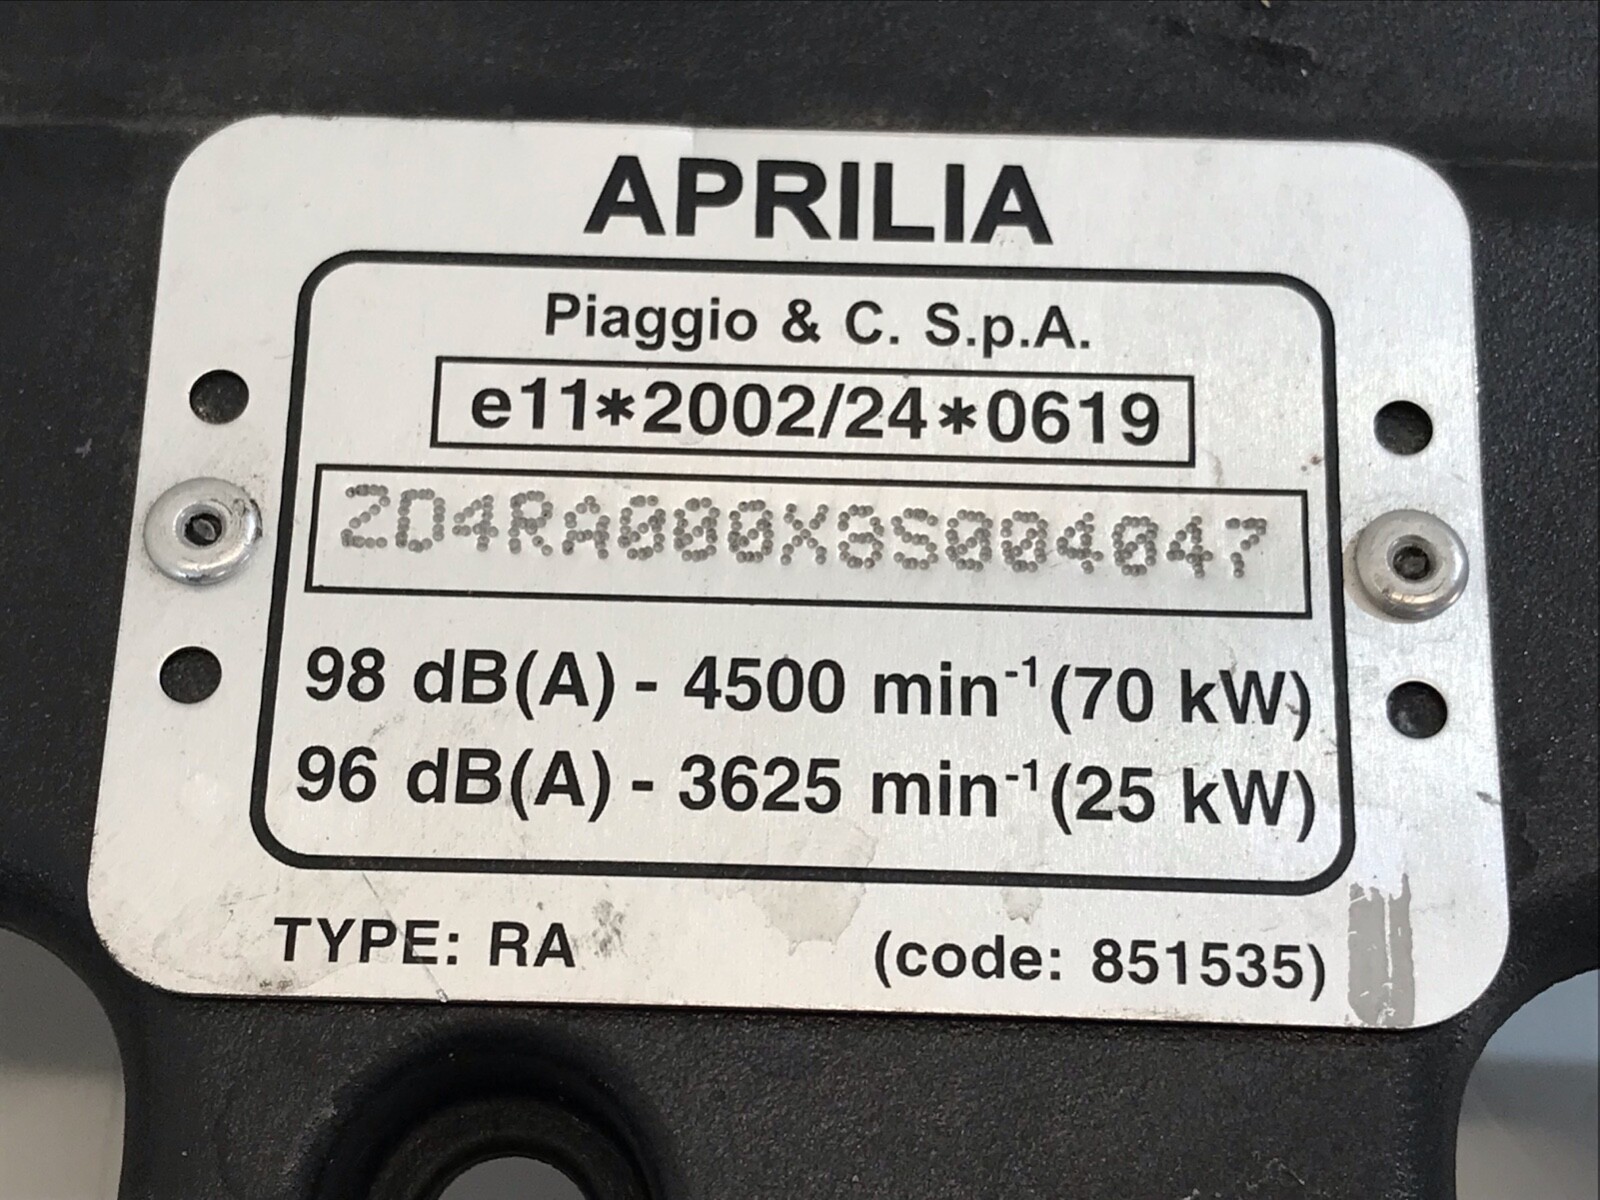 APRILIA
Piaggio & C. S.p.A.
e11*2002/24*0619
ZD4RA000X8S004047
98 dB(A) - 4500 min⁻¹ (70 kW)
96 dB(A) - 3625 min⁻¹ (25 kW)
TYPE: RA (code: 851535)